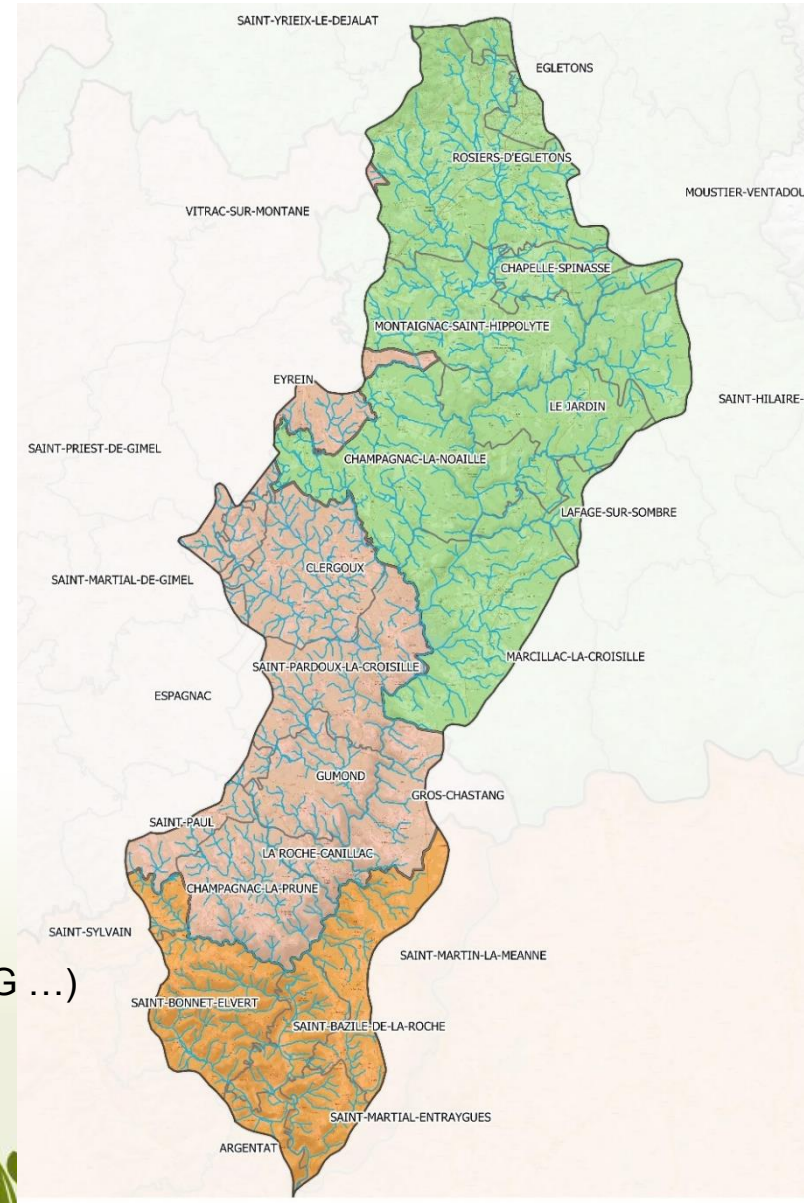 SAINT-YRIEIX-LE-DEJALAT
EGLETONS
ROSIERS-D'EGLETONS
MOUSTIER-VENTADOU
VITRAC-SUR-MONTANE
CHAPELLE-SPINASSE
MONTAIGNAC-SAINT-HIPPOLYTE
EYREIN
LE JARDIN
SAINT-HILAIRE-
SAINT-PRIEST-DE-GIMEL
CHAMPAGNAC-LA-NOAILLE
LAFAGE-SUR-SOMBRE
CLERGOUX
SAINT-MARTIAL-DE-GIMEL
MARCILLAC-LA-CROISILLE
SAINT-PARDOUX-LA-CROISILLE
ESPAGNAC
GUMOND
GROS-CHASTANG
SAINT-PAUL
LA ROCHE-CANILLAC
CHAMPAGNAC-LA-PRUNE
SAINT-SYLVAIN
SAINT-MARTIN-LA-MEANNE
G …)
SAINT-BONNET-ELVERT
SAINT-BAZILE-DE-LA-ROCHE
SAINT-MARTIAL-ENTRAYGUES
ARGENTAT